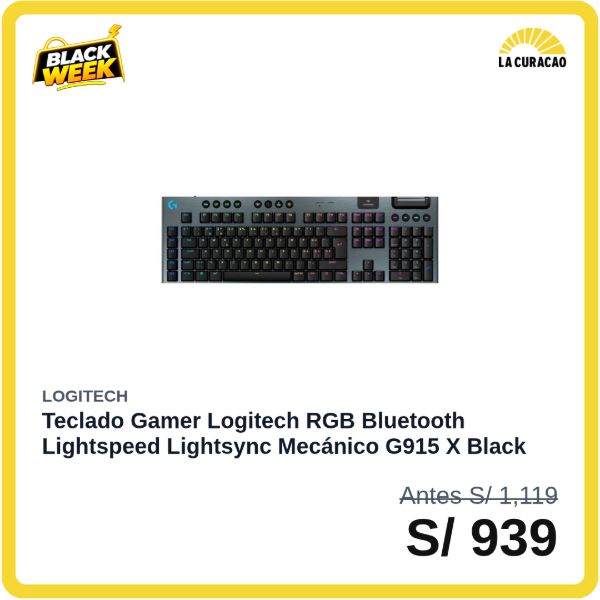 BLACK
WEEK
LA CURACAO
LOGITECH
Teclado Gamer Logitech RGB Bluetooth
Lightspeed Lightsync Mecánico G915 X Black
Antes S/ 1,119
S/ 939